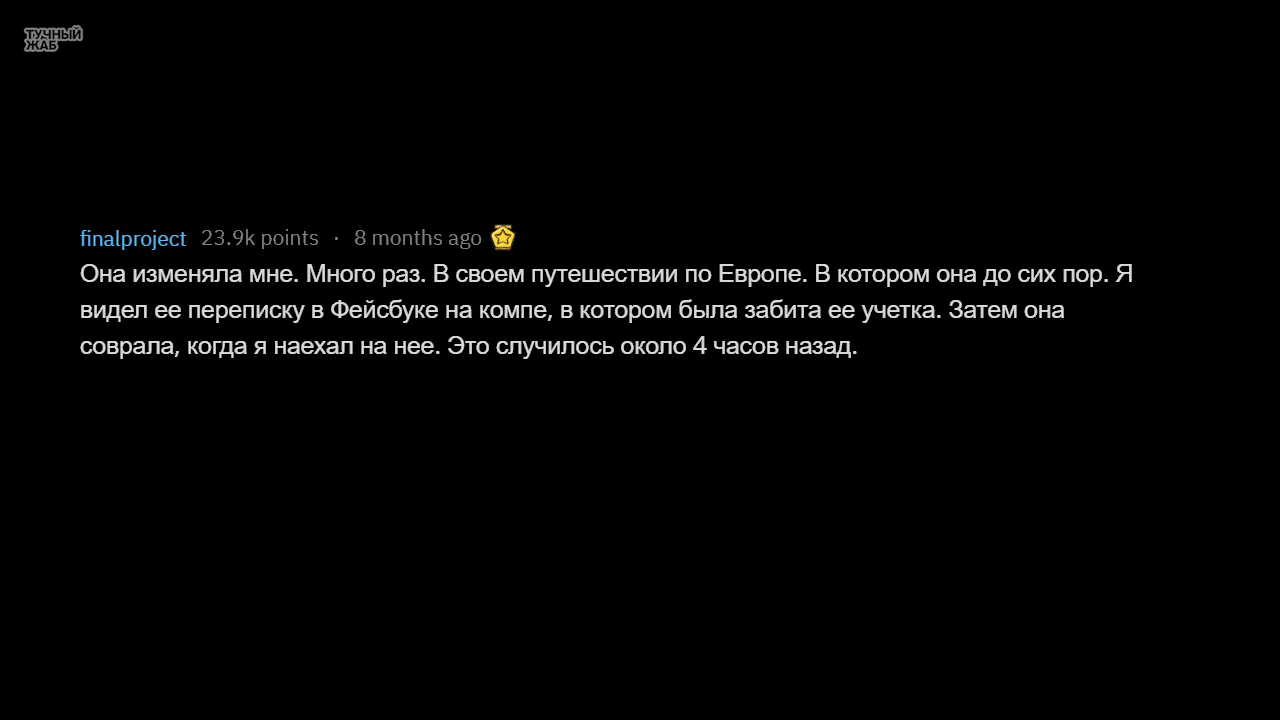 ТУЧНЫЙ
ЖАБ
finalproject 23.9k points · 8 months ago
Она изменяла мне. Много раз. В своем путешествии по Европе. В котором она до сих пор. Я
видел ее переписку в Фейсбуке на компе, в котором была забита ее учетка. Затем она
соврала, когда я наехал на нее. Это случилось около 4 часов назад.